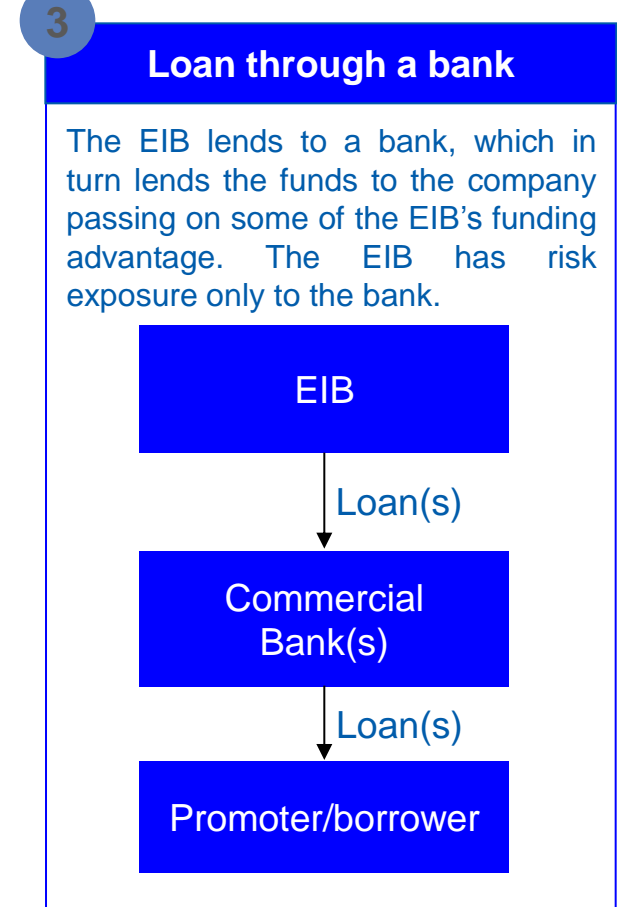 3
Loan through a bank
The EIB lends to a bank, which in
turn lends the funds to the company
passing on some of the EIB’s funding
advantage. The EIB has risk
exposure only to the bank.
EIB
Loan(s)
Commercial
Bank(s)
Loan(s)
Promoter/borrower